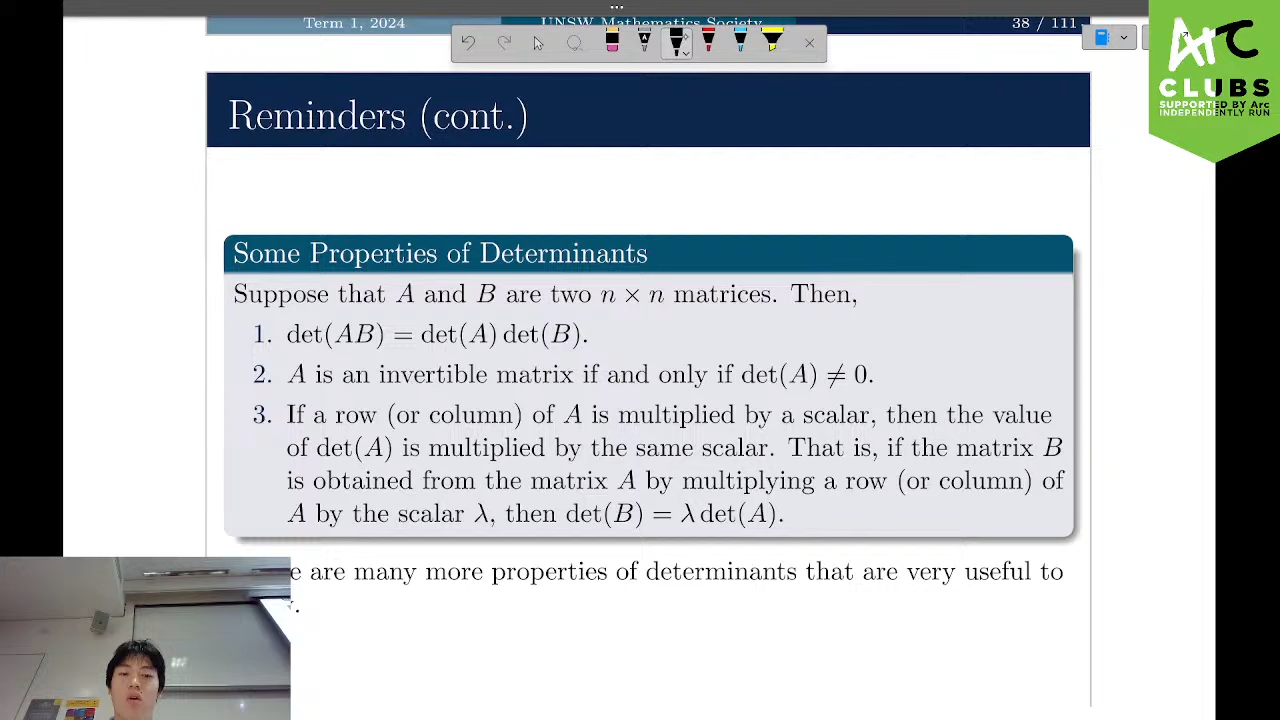 Term 1, 2024 UNSW Mathematics Society 38 / 111
Reminders (cont.)
Arc
CLUBS
SUPPORTED BY Arc
INDEPENDENTLY RUN
Some Properties of Determinants
Suppose that A and B are two n × n matrices. Then,
1. det(AB) = det(A) det(B).
2. A is an invertible matrix if and only if det(A) ≠ 0.
3. If a row (or column) of A is multiplied by a scalar, then the value
of det(A) is multiplied by the same scalar. That is, if the matrix B
is obtained from the matrix A by multiplying a row (or column) of
A by the scalar λ, then det(B) = λ det(A).
e are many more properties of determinants that are very useful to